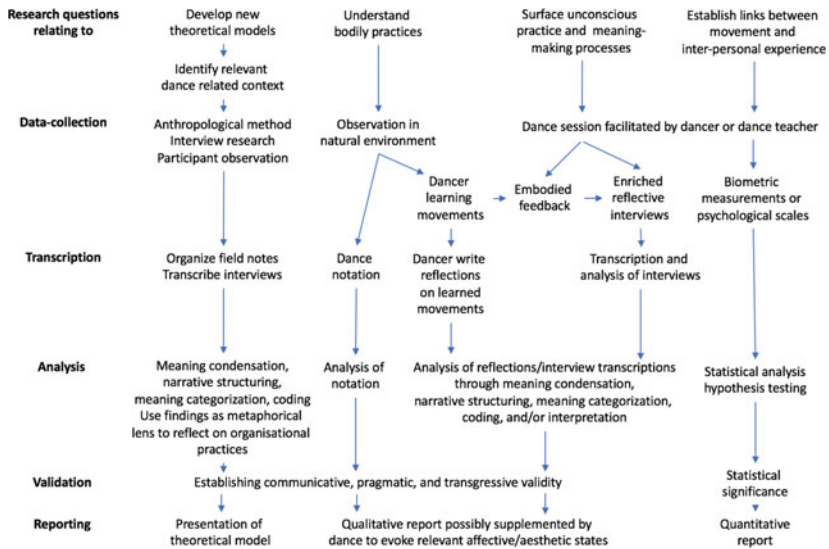 Research questions
relating to
Develop new
theoretical models
Understand
bodily practices
Surface unconscious
practice and meaning-
making processes
Establish links between
movement and
inter-personal experience
Identify relevant
dance related context
Data-collection
Anthropological method
Interview research
Participant observation
Observation in
natural environment
Dance session facilitated by dancer or dance teacher
Dancer
learning
movements
Embodied
feedback
Enriched
reflective
interviews
Biometric
measurements or
psychological scales
Transcription
Organize field notes
Transcribe interviews
Dance
notation
Dancer write
reflections
on learned
movements
Transcription and
analysis of interviews
Analysis
Meaning condensation,
narrative structuring,
meaning categorization, coding
Use findings as metaphorical
lens to reflect on organisational
practices
Analysis of
notation
Analysis of reflections/interview transcriptions
through meaning condensation,
narrative structuring, meaning categorization,
coding, and/or interpretation
Statistical analysis
hypothesis testing
Validation
Establishing communicative, pragmatic, and transgressive validity
Statistical
significance
Reporting
Presentation of
theoretical model
Qualitative report possibly supplemented by
dance to evoke relevant affective/aesthetic states
Quantitative
report